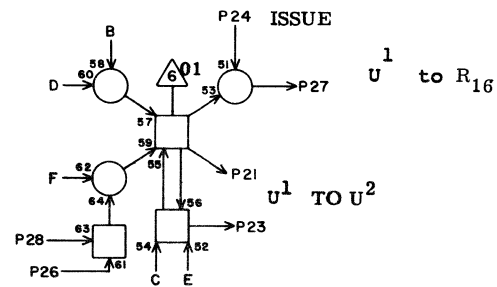 P24 ISSUE
B
58
60
D
6
01
51
53
P27
U¹ to R₁₆
57
59
55
P21
62
F
64
56
U¹ TO U²
63
P28
P23
54
52
61
P26
C
E